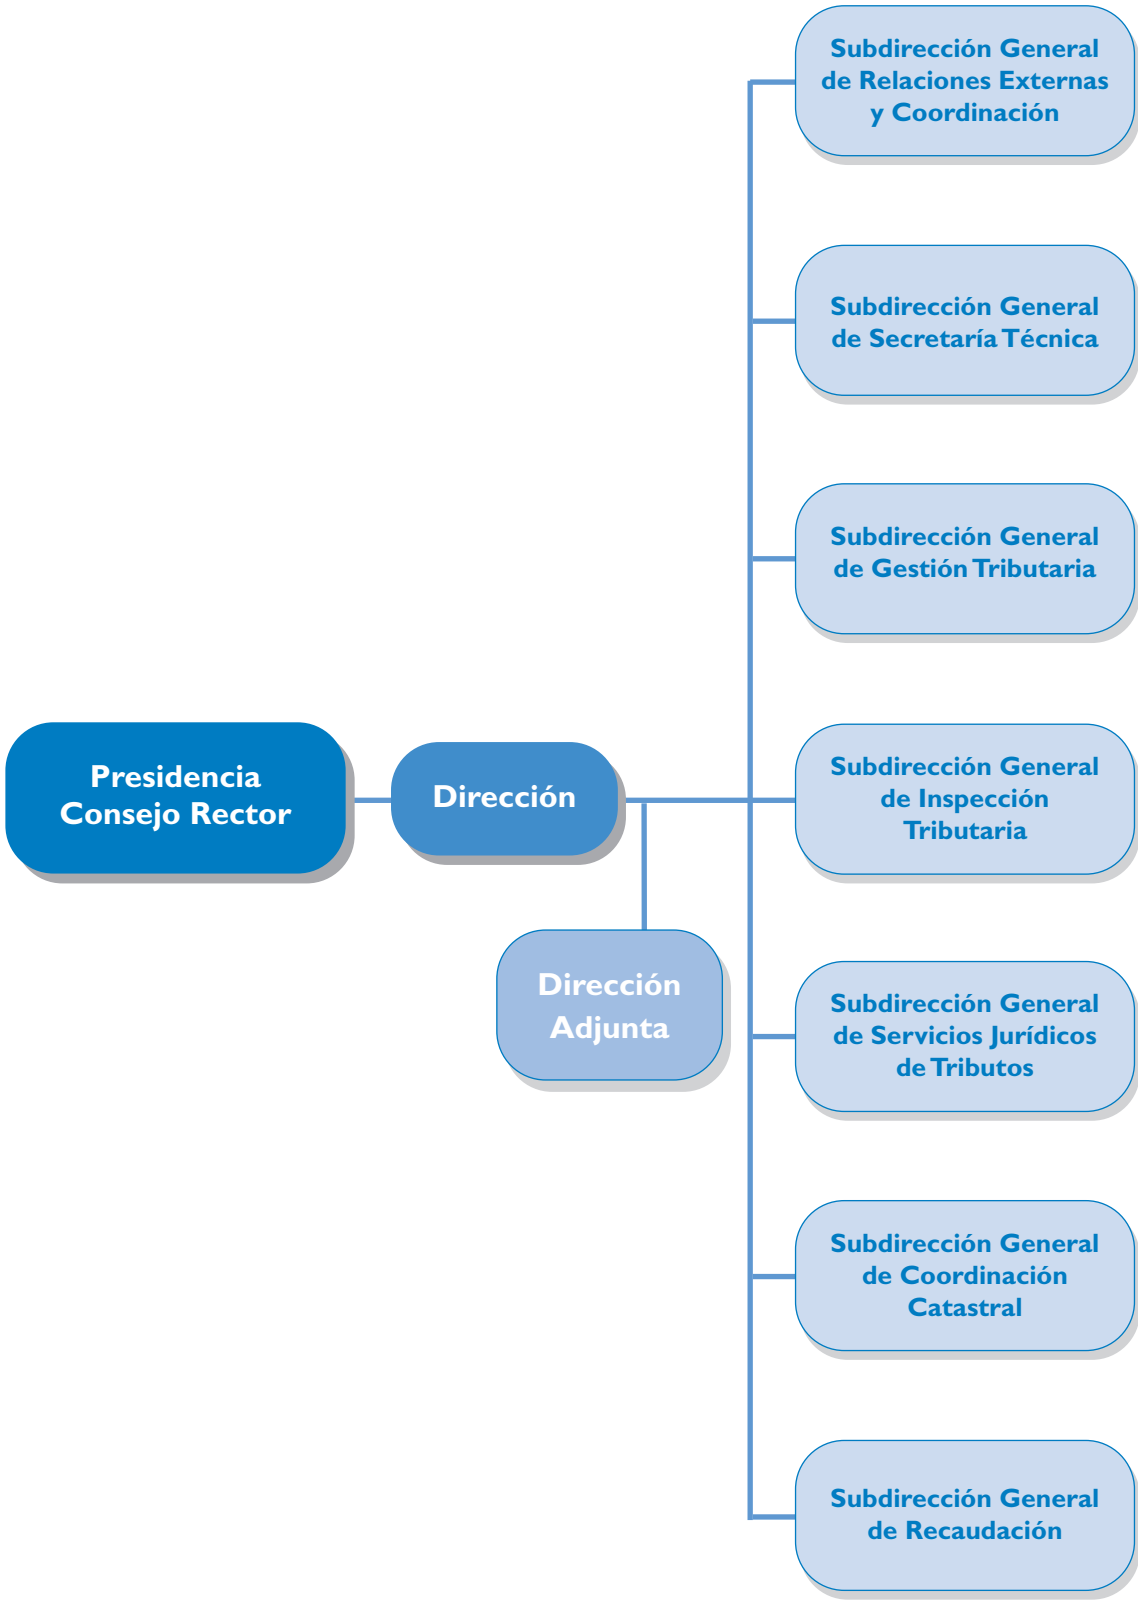 Subdirección General
de Relaciones Externas
y Coordinación
Subdirección General
de Secretaría Técnica
Subdirección General
de Gestión Tributaria
Presidencia
Consejo Rector
Dirección
Subdirección General
de Inspección
Tributaria
Dirección
Adjunta
Subdirección General
de Servicios Jurídicos
de Tributos
Subdirección General
de Coordinación
Catastral
Subdirección General
de Recaudación